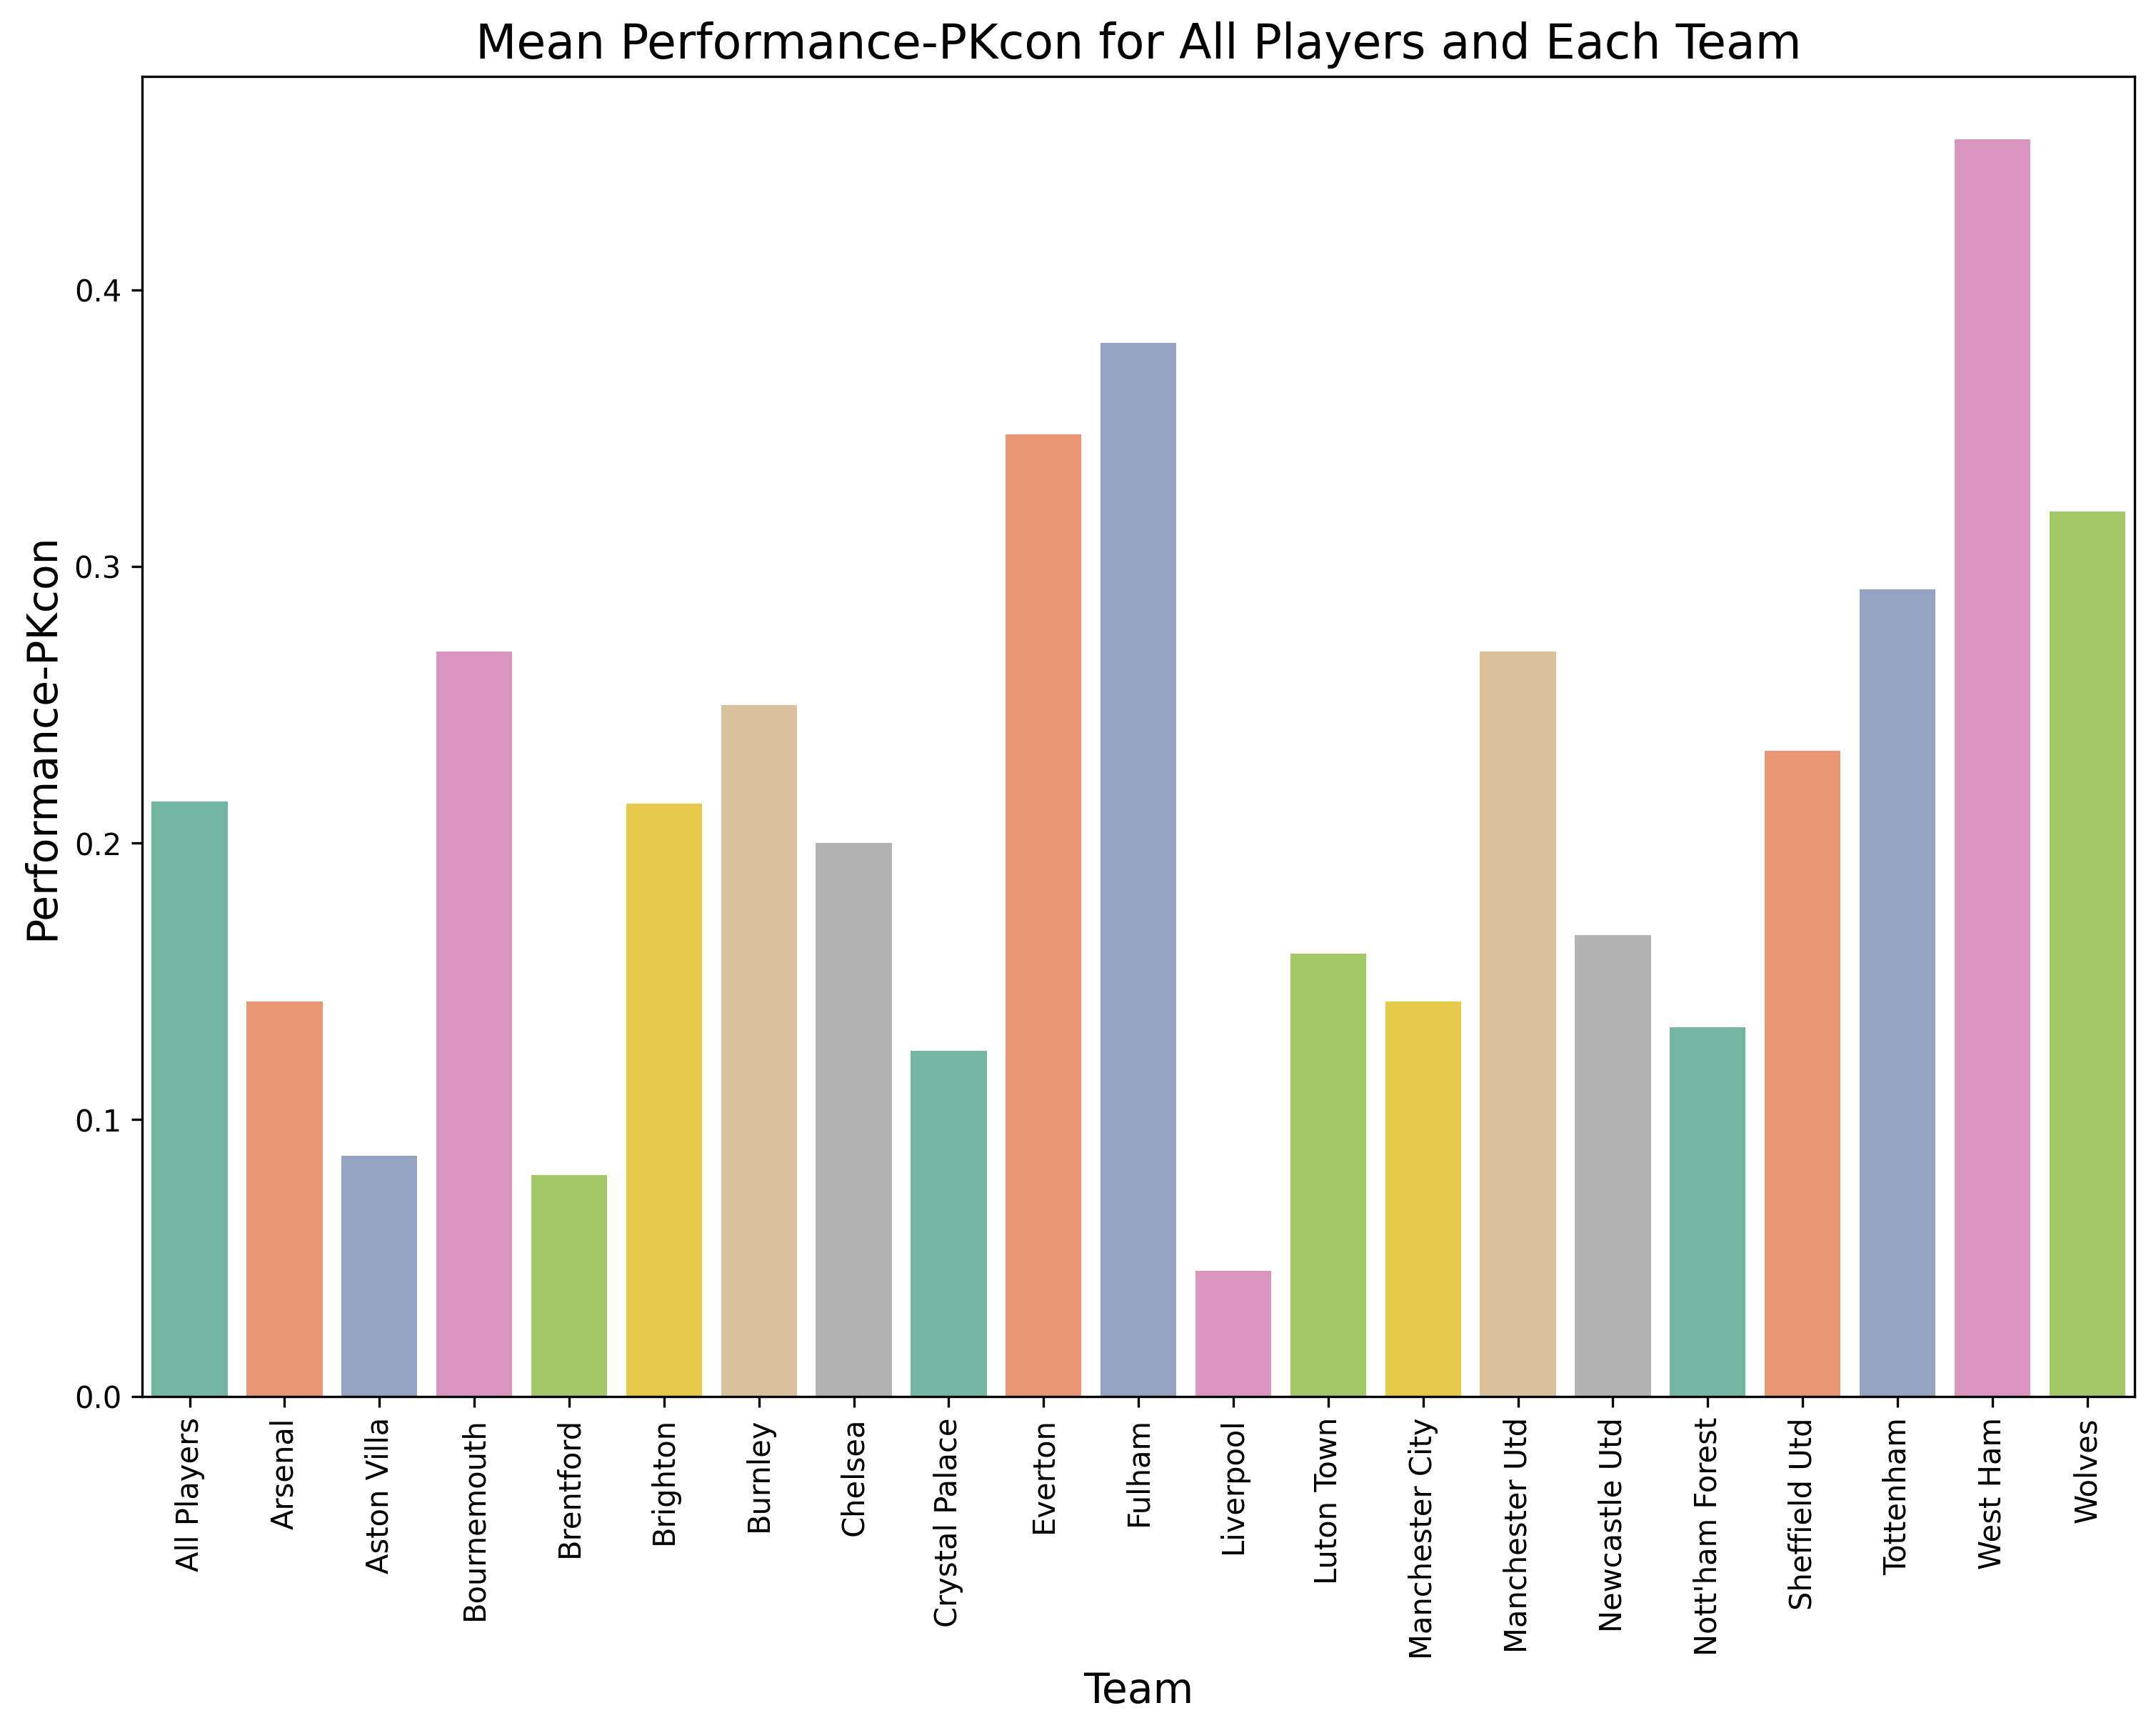 Mean Performance-PKcon for All Players and Each Team
Performance-PKcon
0.4
0.3
0.2
0.1
0.0
All Players
Arsenal
Aston Villa
Bournemouth
Brentford
Brighton
Burnley
Chelsea
Crystal Palace
Everton
Fulham
Liverpool
Luton Town
Manchester City
Manchester Utd
Newcastle Utd
Nott'ham Forest
Sheffield Utd
Tottenham
West Ham
Wolves
Team